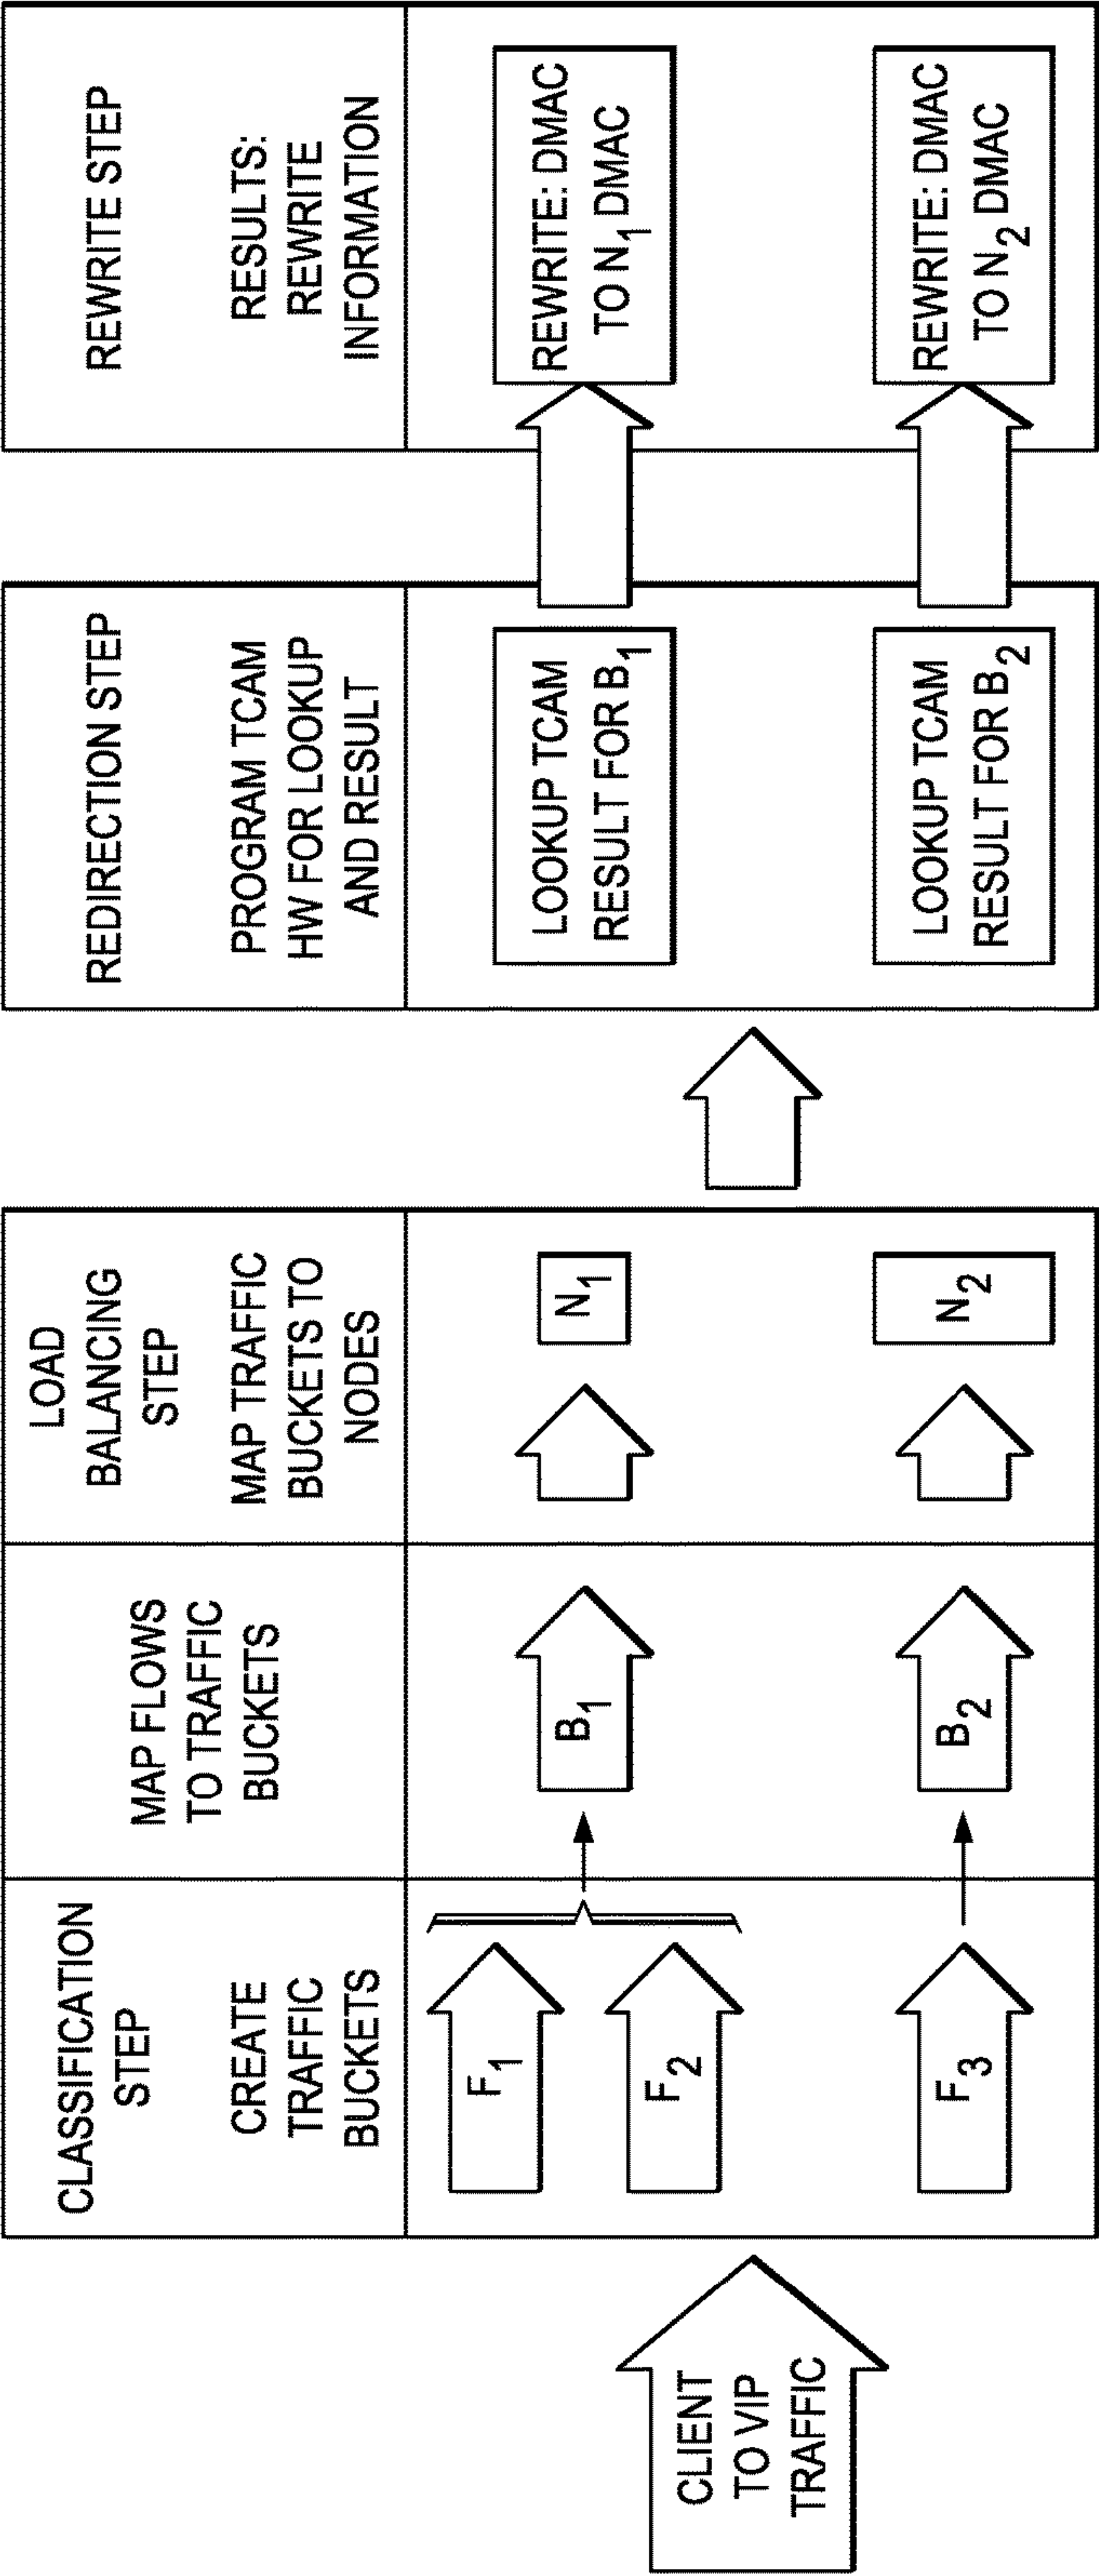 CLIENT
TO VIP
TRAFFIC
CLASSIFICATION
STEP
CREATE
TRAFFIC
BUCKETS
F1
F2
F3
MAP FLOWS
TO TRAFFIC
BUCKETS
B1
B2
LOAD
BALANCING
STEP
MAP TRAFFIC
BUCKETS TO
NODES
N1
N2
REDIRECTION STEP
PROGRAM TCAM
HW FOR LOOKUP
AND RESULT
LOOKUP TCAM
RESULT FOR B1
LOOKUP TCAM
RESULT FOR B2
REWRITE STEP
RESULTS:
REWRITE
INFORMATION
REWRITE: DMAC
TO N1 DMAC
REWRITE: DMAC
TO N2 DMAC